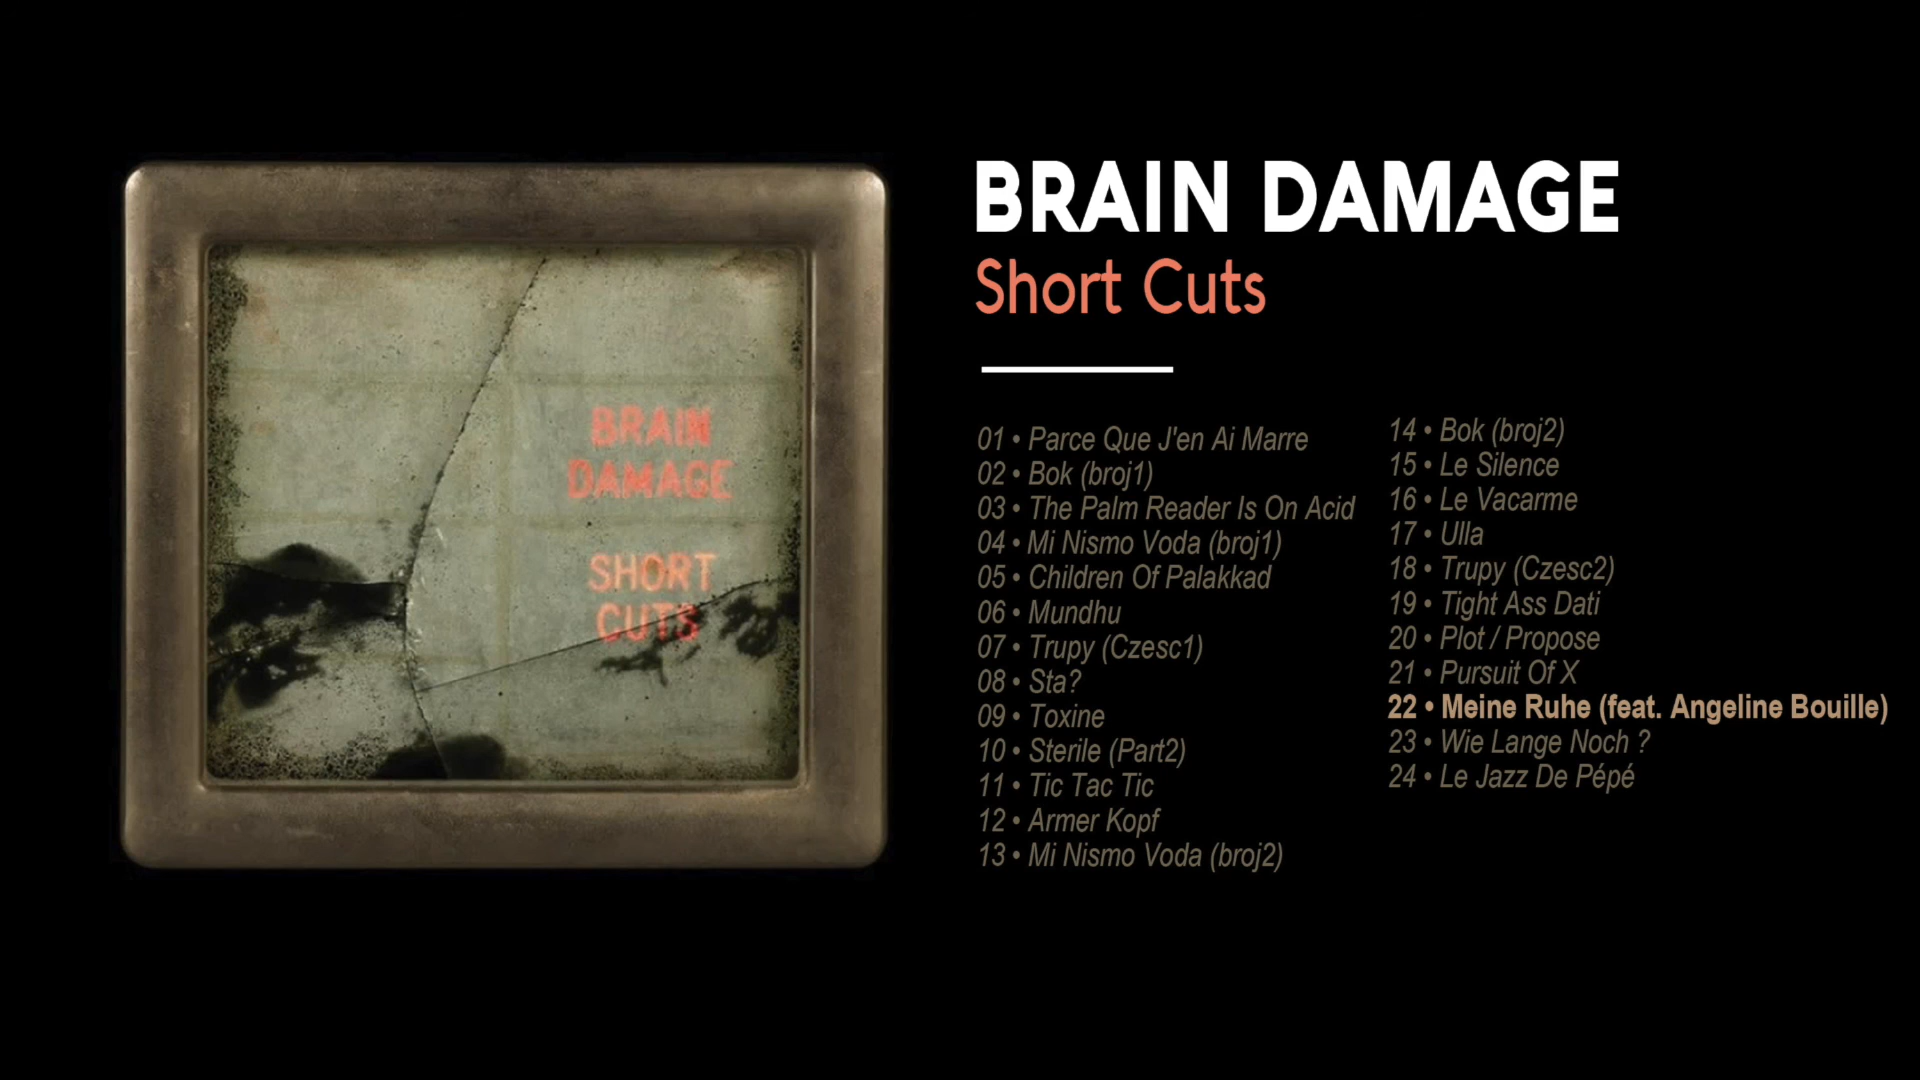 BRAIN
DAMAGE
SHORT
CUTS
BRAIN DAMAGE
Short Cuts
01 • Parce Que J'en Ai Marre
02 • Bok (broj1)
03 • The Palm Reader Is On Acid
04 • Mi Nismo Voda (broj1)
05 • Children Of Palakkad
06 • Mundhu
07 • Trupy (Czesc1)
08 • Sta?
09 • Toxine
10 • Sterile (Part2)
11 • Tic Tac Tic
12 • Armer Kopf
13 • Mi Nismo Voda (broj2)
14 • Bok (broj2)
15 • Le Silence
16 • Le Vacarme
17 • Ulla
18 • Trupy (Czesc2)
19 • Tight Ass Dati
20 • Plot / Propose
21 • Pursuit Of X
22 • Meine Ruhe (feat. Angeline Bouille)
23 • Wie Lange Noch ?
24 • Le Jazz De Pépé